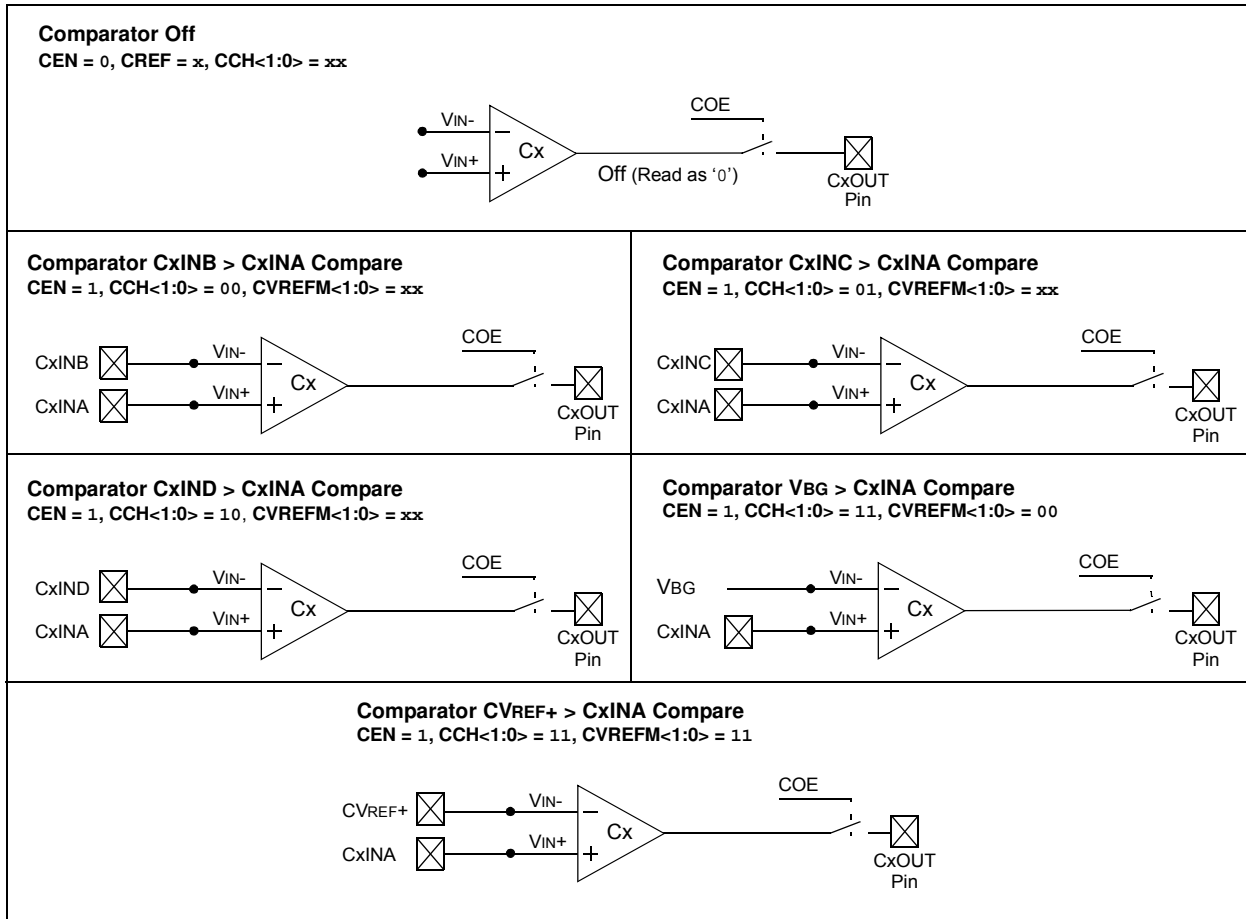 Comparator Off
CEN = 0, CREF = x, CCH<1:0> = xx
COE
VIN-
VIN+
Cx
Off (Read as ‘0’)
CxOUT
Pin
Comparator CxINB > CxINA Compare
CEN = 1, CCH<1:0> = 00, CVREFM<1:0> = xx
COE
CxINB
VIN-
CxINA
VIN+
Cx
CxOUT
Pin
Comparator CxINC > CxINA Compare
CEN = 1, CCH<1:0> = 01, CVREFM<1:0> = xx
COE
CxINC
VIN-
CxINA
VIN+
Cx
CxOUT
Pin
Comparator CxIND > CxINA Compare
CEN = 1, CCH<1:0> = 10, CVREFM<1:0> = xx
COE
CxIND
VIN-
CxINA
VIN+
Cx
CxOUT
Pin
Comparator VBG > CxINA Compare
CEN = 1, CCH<1:0> = 11, CVREFM<1:0> = 00
COE
VBG
VIN-
CxINA
VIN+
Cx
CxOUT
Pin
Comparator CVREF+ > CxINA Compare
CEN = 1, CCH<1:0> = 11, CVREFM<1:0> = 11
COE
CVREF+
VIN-
CxINA
VIN+
Cx
CxOUT
Pin